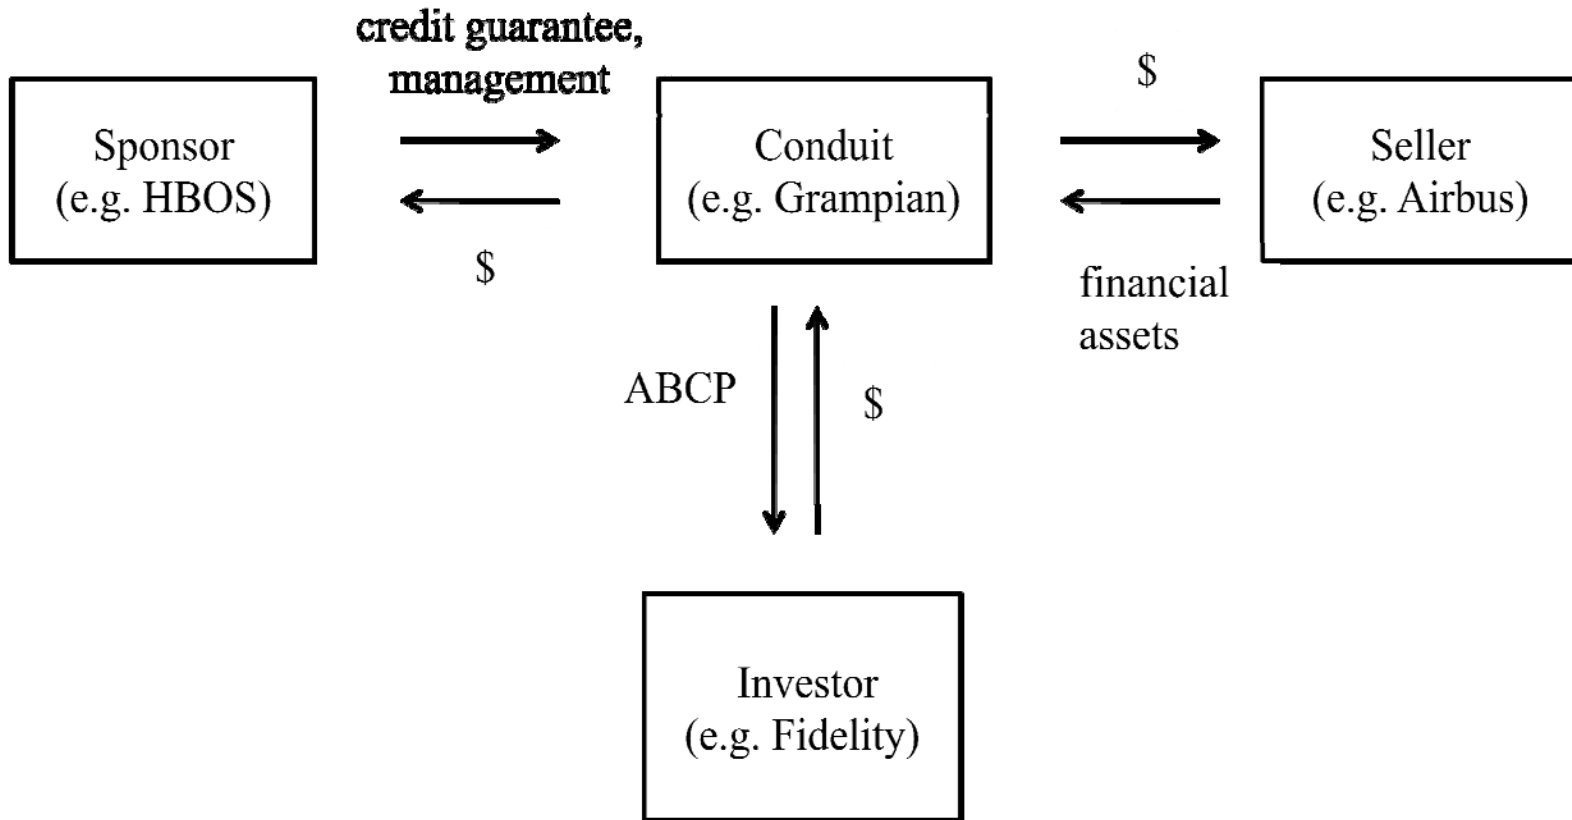 credit guarantee,
management
$
Sponsor
(e.g. HBOS)
Conduit
(e.g. Grampian)
Seller
(e.g. Airbus)
$
financial
assets
ABCP
$
Investor
(e.g. Fidelity)